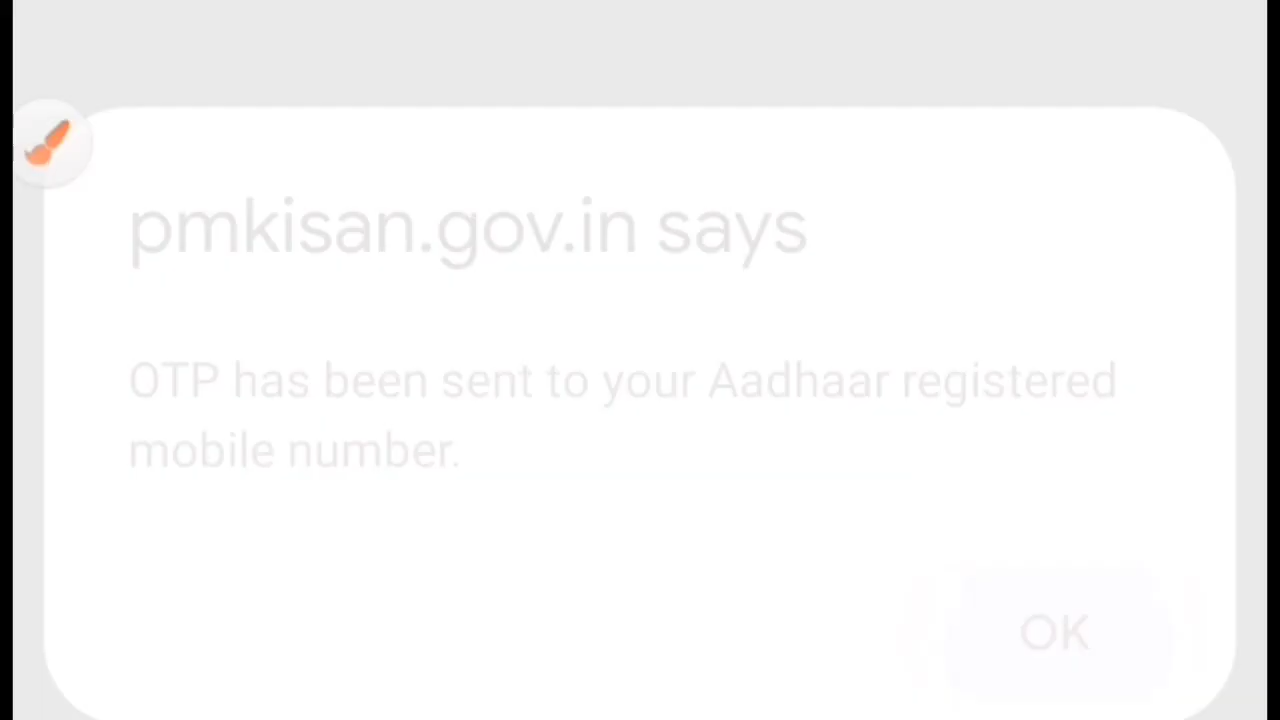 pmkisan.gov.in says
OTP has been sent to your Aadhaar registered
mobile number.
OK